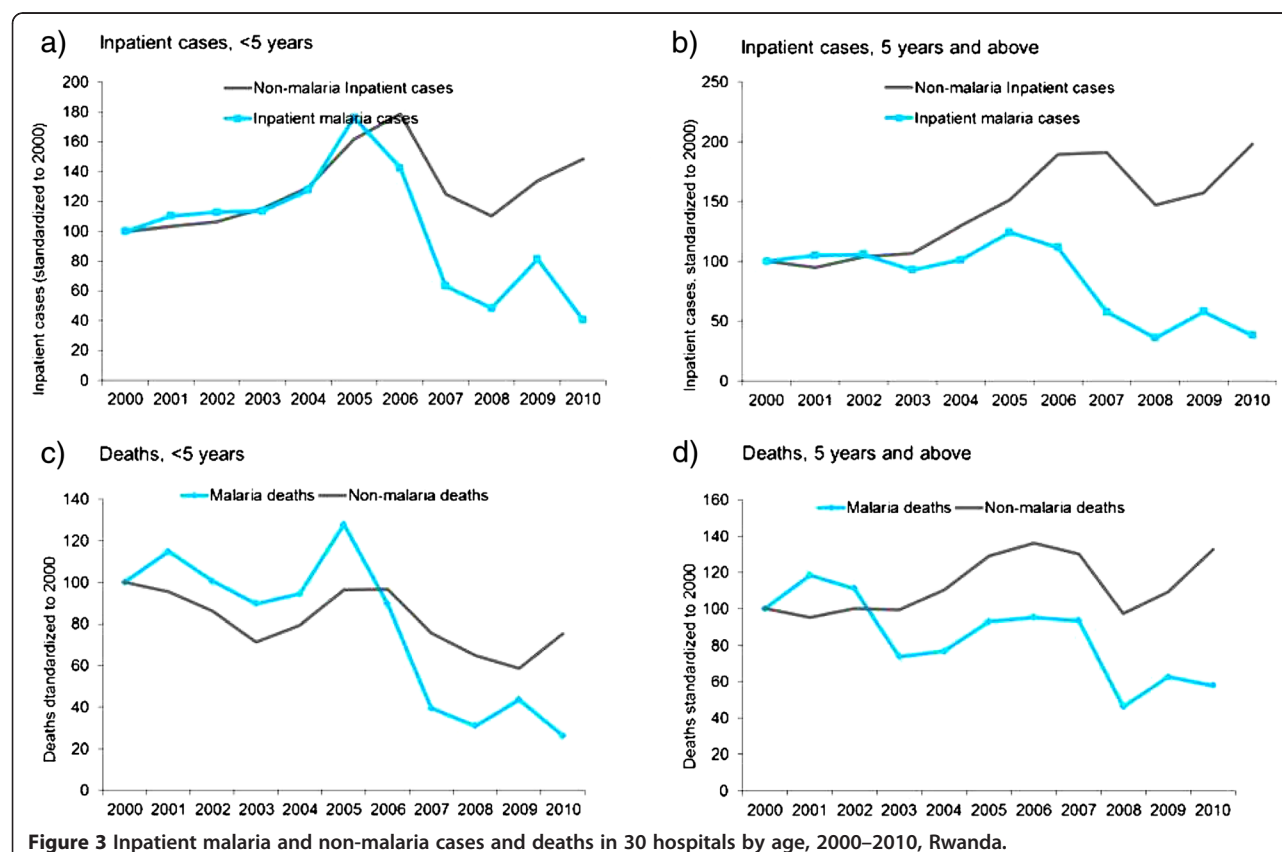 a) Inpatient cases, <5 years
Non-malaria Inpatient cases
Inpatient malaria cases
Inpatient cases (standardized to 2000)
200
180
160
140
120
100
80
60
40
20
0
2000 2001 2002 2003 2004 2005 2006 2007 2008 2009 2010
b) Inpatient cases, 5 years and above
Non-malaria Inpatient cases
Inpatient malaria cases
Inpatient cases, standardized to 2000)
250
200
150
100
50
0
2000 2001 2002 2003 2004 2005 2006 2007 2008 2009 2010
c) Deaths, <5 years
Malaria deaths Non-malaria deaths
Deaths dtandardized to 2000
140
120
100
80
60
40
20
0
2000 2001 2002 2003 2004 2005 2006 2007 2008 2009 2010
d) Deaths, 5 years and above
Malaria deaths Non-malaria deaths
Deaths standardized to 2000
160
140
120
100
80
60
40
20
0
2000 2001 2002 2003 2004 2005 2006 2007 2008 2009 2010
Figure 3 Inpatient malaria and non-malaria cases and deaths in 30 hospitals by age, 2000–2010, Rwanda.